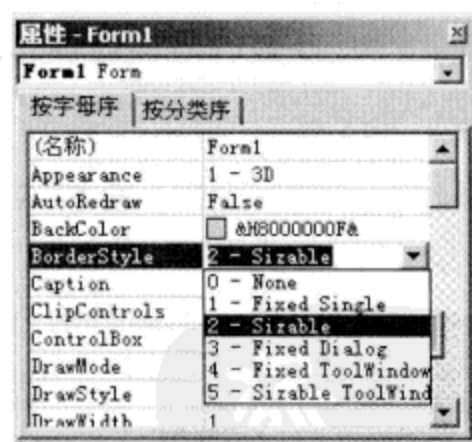 属性 - Form1
Form1 Form
按字母序 按分类序
(名称) Form1
Appearance 1 - 3D
AutoRedraw False
BackColor &H8000000F&
BorderStyle 2 - Sizable
Caption 0 - None
ClipControls 1 - Fixed Single
2 - Sizable
ControlBox 3 - Fixed Dialog
DrawMode 4 - Fixed ToolWindow
DrawStyle 5 - Sizable ToolWind
DrawWidth 1